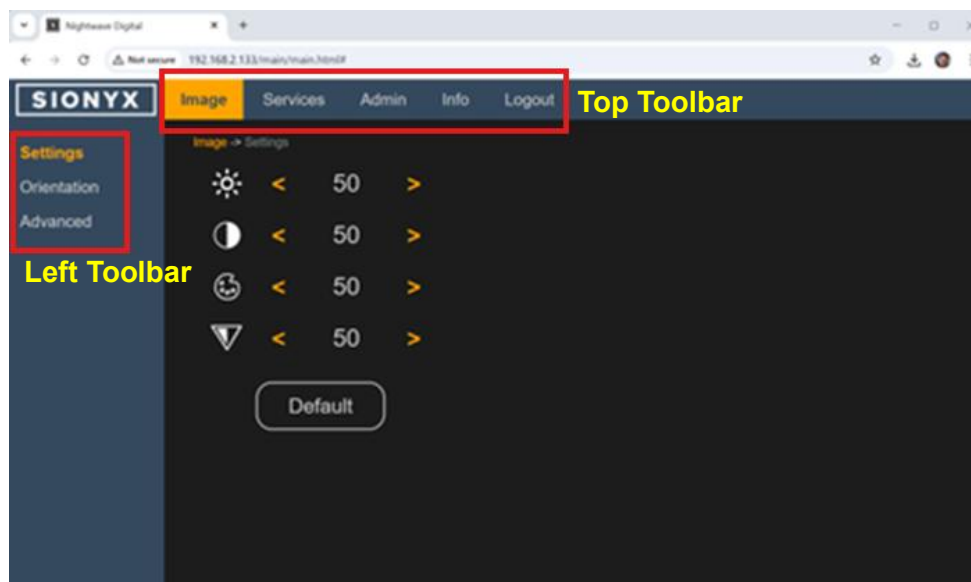 Nightwave Digital
Not secure 192.168.2.133/main/main.html#
SIONYX
Image Services Admin Info Logout
Top Toolbar
Settings
Orientation
Advanced
Left Toolbar
Image -> Settings
< 50 >
< 50 >
< 50 >
< 50 >
Default